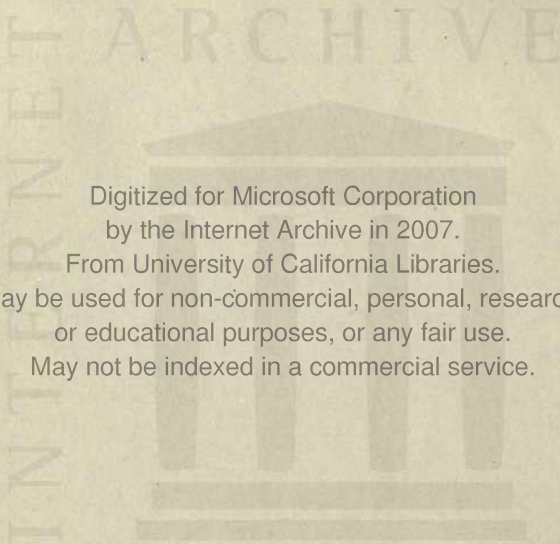 INTERNET ARCHIVE
Digitized for Microsoft Corporation
by the Internet Archive in 2007.
From University of California Libraries.
ay be used for non-commercial, personal, researc
or educational purposes, or any fair use.
May not be indexed in a commercial service.